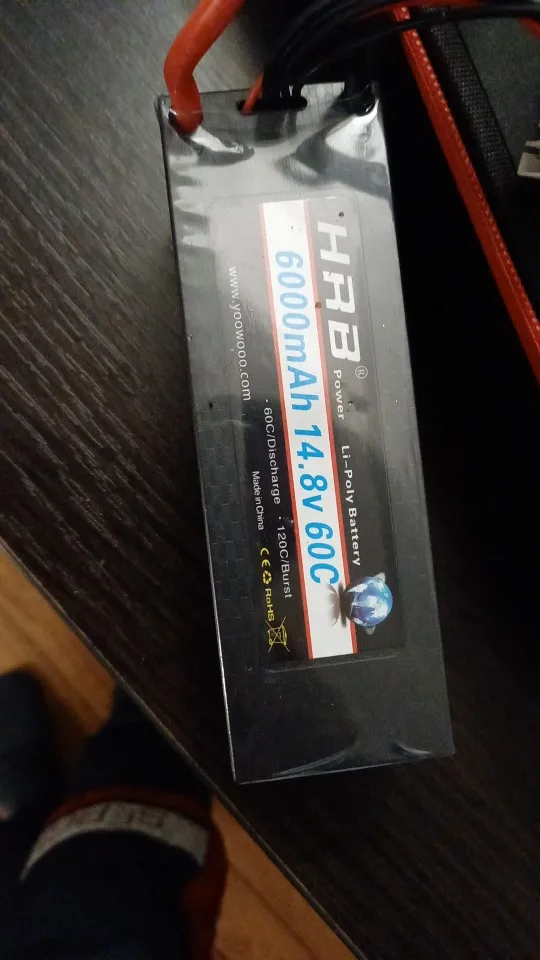 HRB®
Power Li-Poly Battery
6000mAh 14.8v 60C
· 60C/Discharge · 120C/Burst
www.yoowooo.com
Made in China
CE RoHS